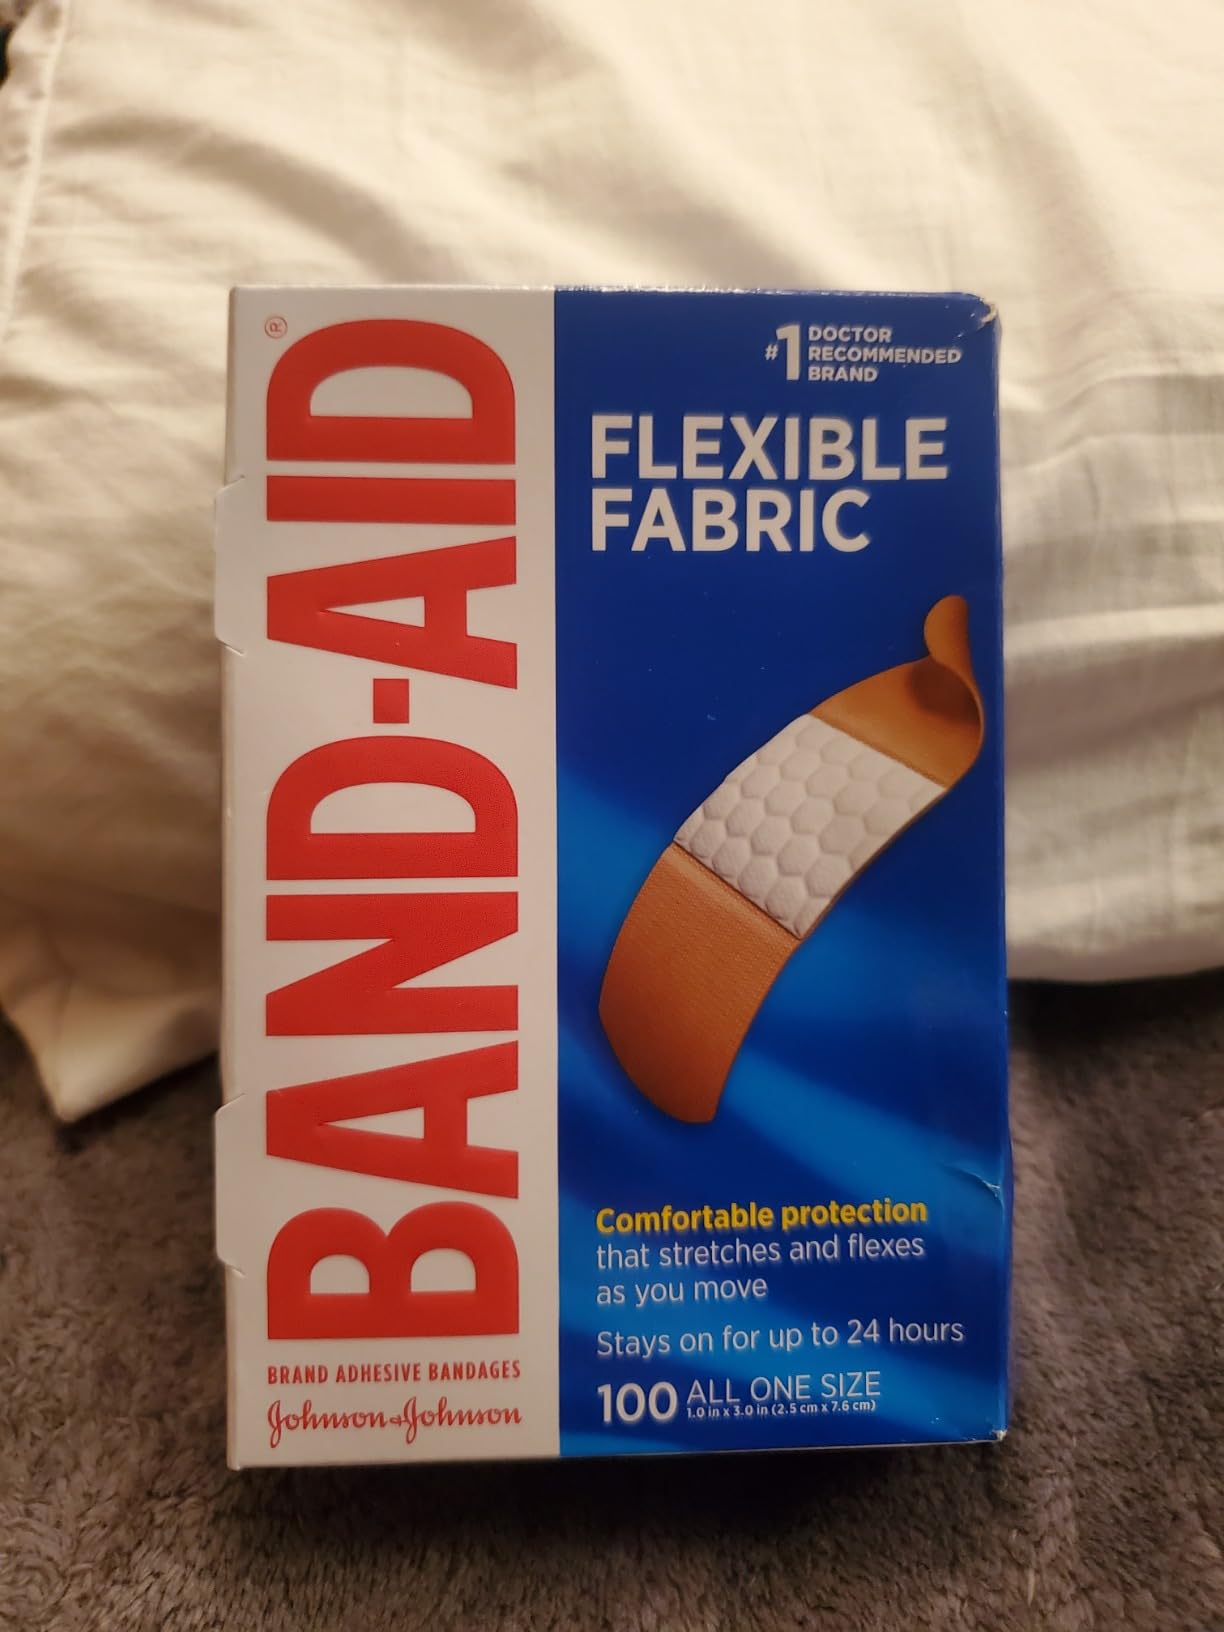 BAND-AID®
BRAND ADHESIVE BANDAGES
Johnson & Johnson
#1 DOCTOR
RECOMMENDED
BRAND
FLEXIBLE
FABRIC
Comfortable protection
that stretches and flexes
as you move
Stays on for up to 24 hours
100 ALL ONE SIZE
1.0 in x 3.0 in (2.5 cm x 7.6 cm)